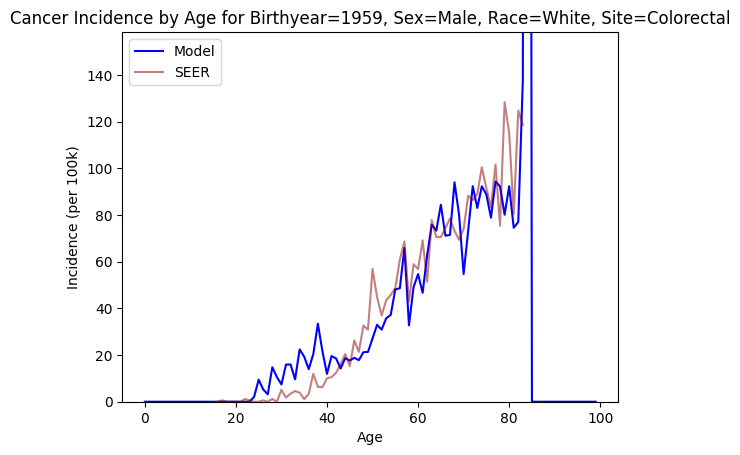 Cancer Incidence by Age for Birthyear=1959, Sex=Male, Race=White, Site=Colorectal
Model
SEER
Incidence (per 100k)
140
120
100
80
60
40
20
0
0 20 40 60 80 100
Age